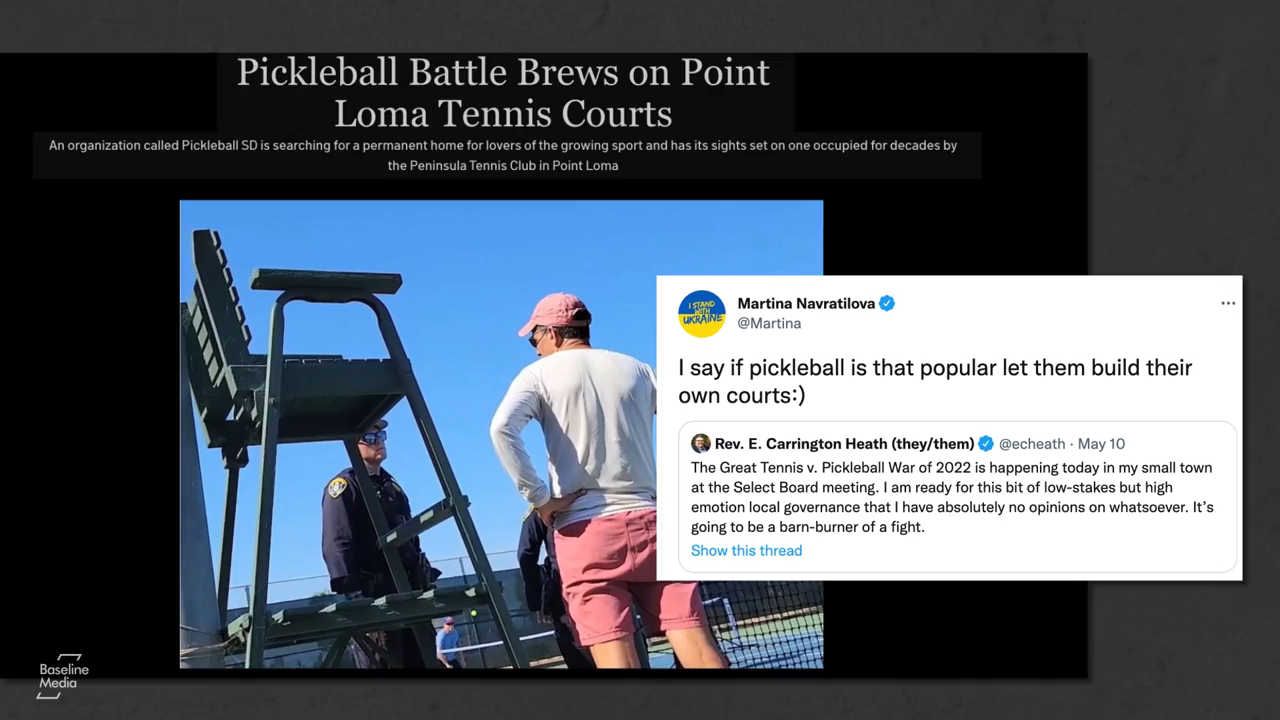 Pickleball Battle Brews on Point
Loma Tennis Courts
An organization called Pickleball SD is searching for a permanent home for lovers of the growing sport and has its sights set on one occupied for decades by
the Peninsula Tennis Club in Point Loma
I STAND
WITH
UKRAINE
Martina Navratilova
@Martina
I say if pickleball is that popular let them build their
own courts:)
Rev. E. Carrington Heath (they/them) @echeath · May 10
The Great Tennis v. Pickleball War of 2022 is happening today in my small town
at the Select Board meeting. I am ready for this bit of low-stakes but high
emotion local governance that I have absolutely no opinions on whatsoever. It's
going to be a barn-burner of a fight.
Show this thread
Baseline
Media